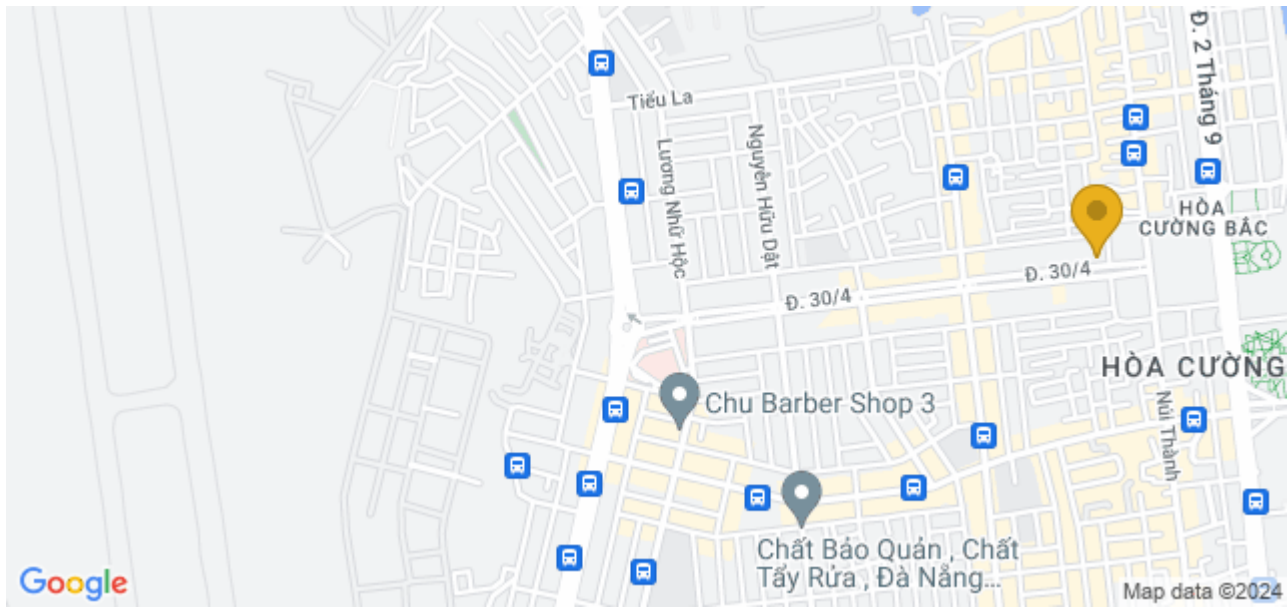 Đ. 2 Tháng 9
Tiểu La
Lương Nhữ Hộc
Nguyễn Hữu Dật
HÒA
CƯỜNG BẮC
Đ. 30/4
Đ. 30/4
HÒA CƯỜNG
Chu Barber Shop 3
Núi Thành
Chất Bảo Quản , Chất
Tẩy Rửa , Đà Nẵng...
Google
Map data ©2024